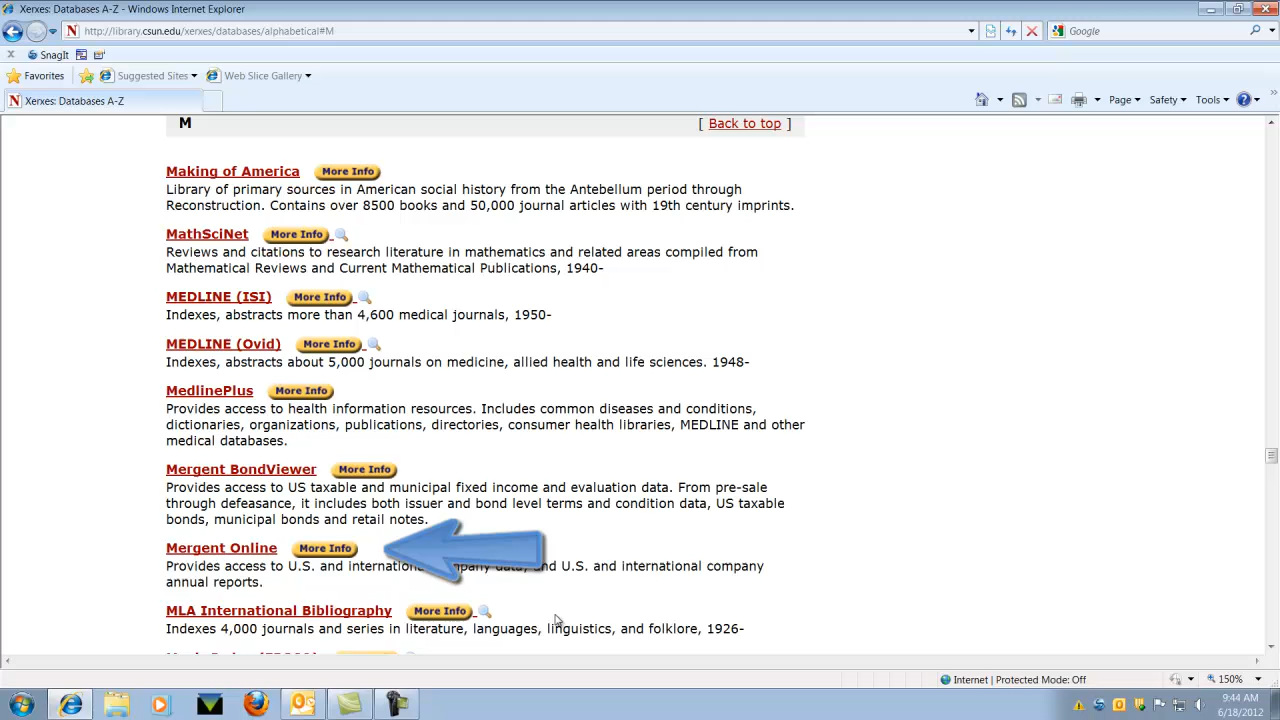 Xerxes: Databases A-Z - Windows Internet Explorer
http://library.csun.edu/xerxes/databases/alphabetical#M
Google
x SnagIt
Favorites Suggested Sites Web Slice Gallery
Xerxes: Databases A-Z
Page Safety Tools
M [ Back to top ]
Making of America More Info
Library of primary sources in American social history from the Antebellum period through
Reconstruction. Contains over 8500 books and 50,000 journal articles with 19th century imprints.
MathSciNet More Info
Reviews and citations to research literature in mathematics and related areas compiled from
Mathematical Reviews and Current Mathematical Publications, 1940-
MEDLINE (ISI) More Info
Indexes, abstracts more than 4,600 medical journals, 1950-
MEDLINE (Ovid) More Info
Indexes, abstracts about 5,000 journals on medicine, allied health and life sciences. 1948-
MedlinePlus More Info
Provides access to health information resources. Includes common diseases and conditions,
dictionaries, organizations, publications, directories, consumer health libraries, MEDLINE and other
medical databases.
Mergent BondViewer More Info
Provides access to US taxable and municipal fixed income and evaluation data. From pre-sale
through defeasance, it includes both issuer and bond level terms and condition data, US taxable
bonds, municipal bonds and retail notes.
Mergent Online More Info
Provides access to U.S. and international company data, and U.S. and international company
annual reports.
MLA International Bibliography More Info
Indexes 4,000 journals and series in literature, languages, linguistics, and folklore, 1926-
Internet | Protected Mode: Off 150%
9:44 AM
6/18/2012